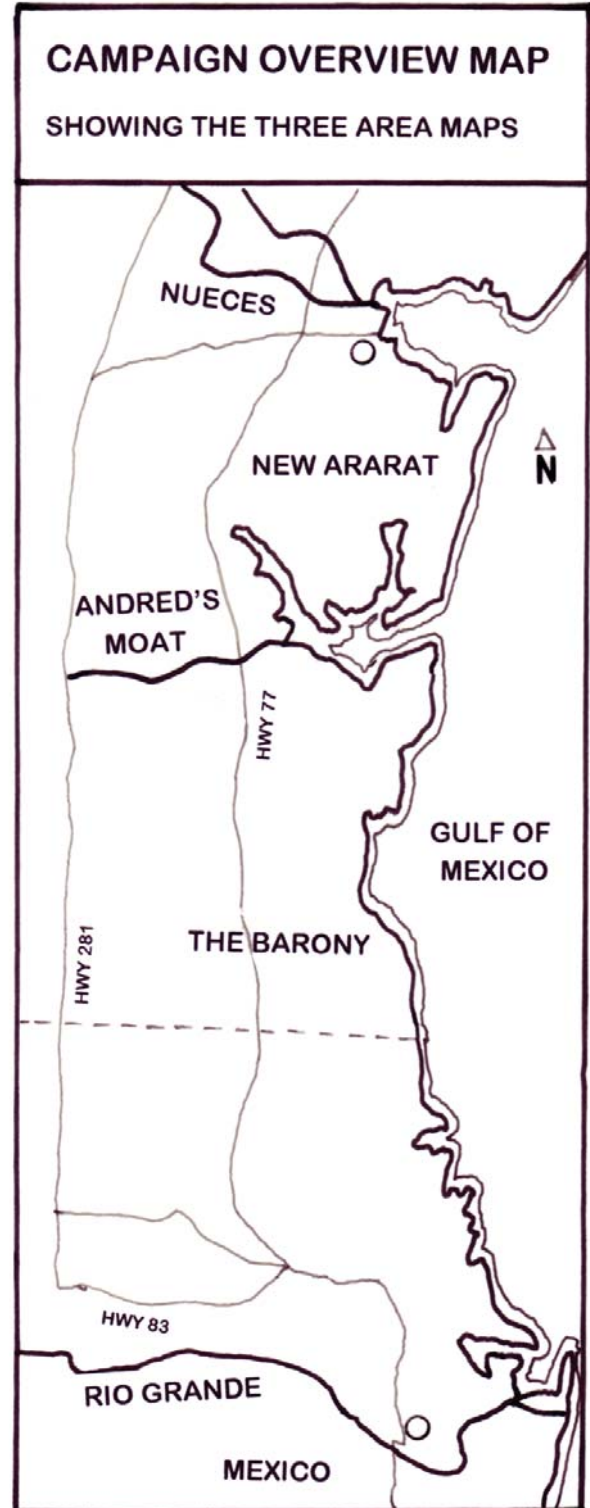 CAMPAIGN OVERVIEW MAP
SHOWING THE THREE AREA MAPS
NUECES
N
NEW ARARAT
ANDRED'S
MOAT
HWY 77
GULF OF
MEXICO
THE BARONY
HWY 281
HWY 83
RIO GRANDE
MEXICO